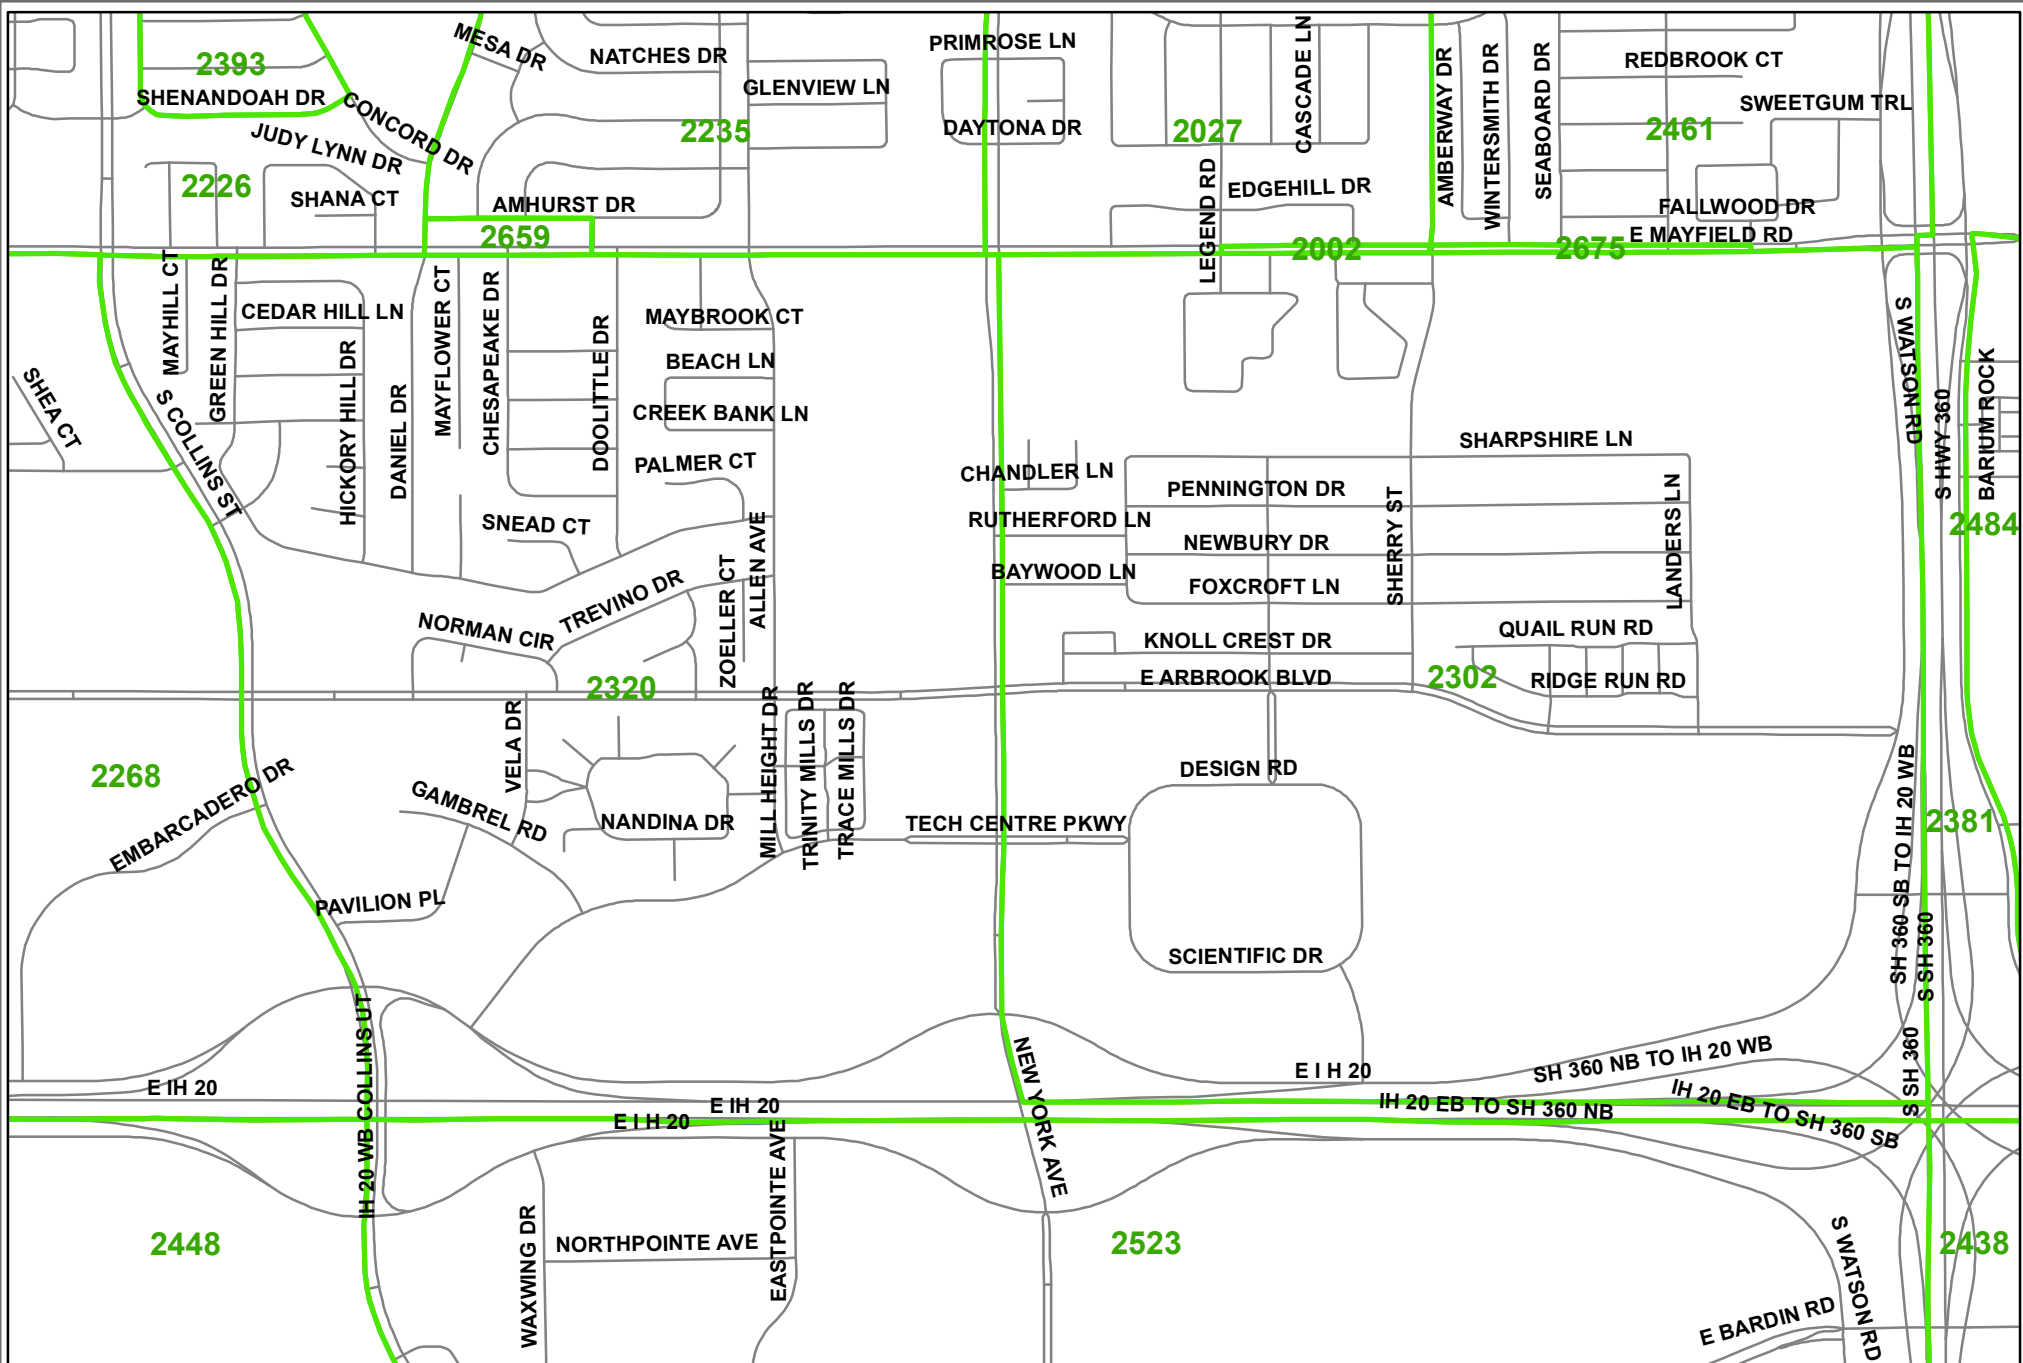 MESA DR
NATCHES DR
PRIMROSE LN
CASCADE LN
2393
GLENVIEW LN
AMBERWAY DR
WINTERSMITH DR
SEABOARD DR
REDBROOK CT
SHENANDOAH DR
CONCORD DR
SWEETGUM TRL
JUDY LYNN DR
2235
DAYTONA DR
2027
2461
2226
SHANA CT
AMHURST DR
LEGEND RD
EDGEHILL DR
FALLWOOD DR
2659
2002
2675
E MAYFIELD RD
MAYHILL CT
GREEN HILL DR
CEDAR HILL LN
MAYFLOWER CT
CHESAPEAKE DR
DOOLITTLE DR
MAYBROOK CT
S WATSON RD
SHEA CT
S COLLINS ST
HICKORY HILL DR
DANIEL DR
BEACH LN
S HWY 360
BARIUM ROCK
CREEK BANK LN
SHARPSHIRE LN
PALMER CT
CHANDLER LN
PENNINGTON DR
SHERRY ST
LANDERS LN
SNEAD CT
RUTHERFORD LN
2484
ALLEN AVE
NEWBURY DR
ZOELLER CT
BAYWOOD LN
FOXCROFT LN
TREVINO DR
NORMAN CIR
KNOLL CREST DR
QUAIL RUN RD
2320
E ARBROOK BLVD
2302
RIDGE RUN RD
VELA DR
MILL HEIGHT DR
TRINITY MILLS DR
TRACE MILLS DR
2268
EMBARCADERO DR
DESIGN RD
GAMBREL RD
NANDINA DR
TECH CENTRE PKWY
SH 360 SB TO IH 20 WB
2381
PAVILION PL
SCIENTIFIC DR
S SH 360
IH 20 WB COLLINS UT
NEW YORK AVE
E IH 20
E I H 20
SH 360 NB TO IH 20 WB
S SH 360
E IH 20
E I H 20
IH 20 EB TO SH 360 NB
IH 20 EB TO SH 360 SB
EASTPOINTE AVE
WAXWING DR
2448
NORTHPOINTE AVE
2523
S WATSON RD
2438
E BARDIN RD